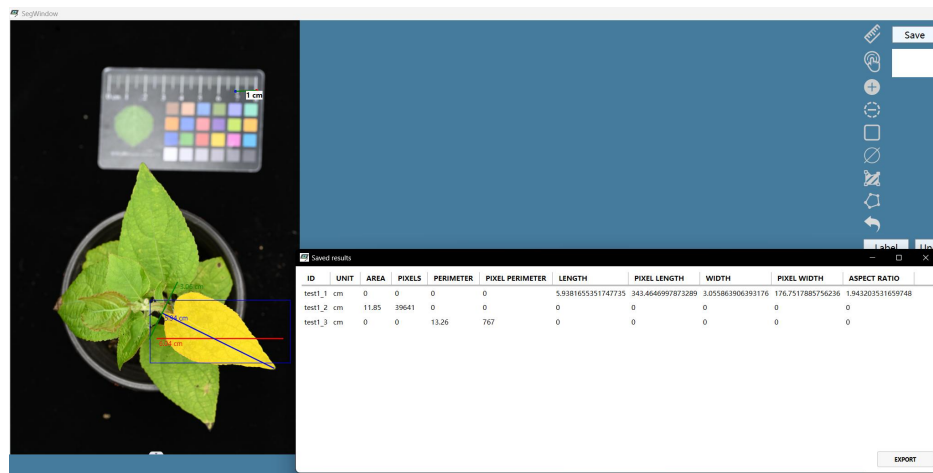 SegWindow
Save
1 cm
Label
Saved results
ID UNIT AREA PIXELS PERIMETER PIXEL PERIMETER LENGTH PIXEL LENGTH WIDTH PIXEL WIDTH ASPECT RATIO
test1_1 cm 0 0 0 0 5.9381655351747735 343.4646997873289 3.055863906393176 176.7517885756236 1.943203531659748
test1_2 cm 11.85 39641 0 0 0 0 0 0 0
test1_3 cm 0 0 13.26 767 0 0 0 0 0
5.94 cm
EXPORT